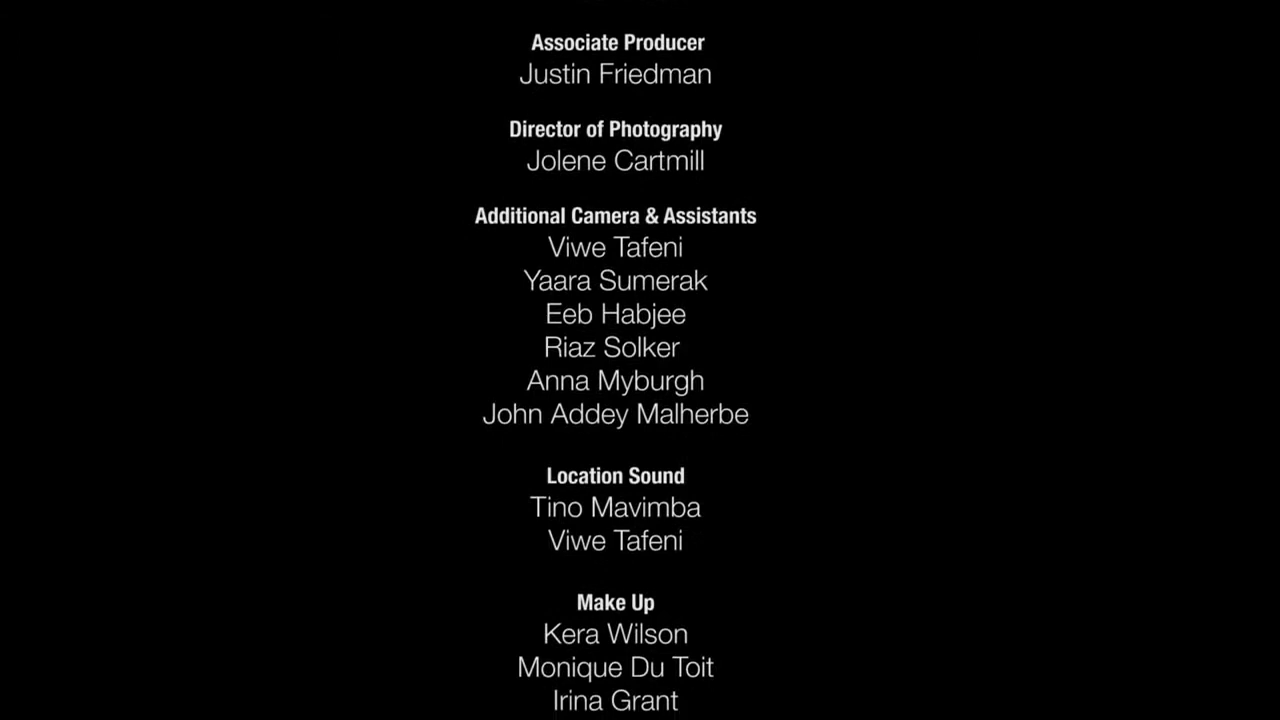 Associate Producer
Justin Friedman
Director of Photography
Jolene Cartmill
Additional Camera & Assistants
Viwe Tafeni
Yaara Sumerak
Eeb Habjee
Riaz Solker
Anna Myburgh
John Addey Malherbe
Location Sound
Tino Mavimba
Viwe Tafeni
Make Up
Kera Wilson
Monique Du Toit
Irina Grant